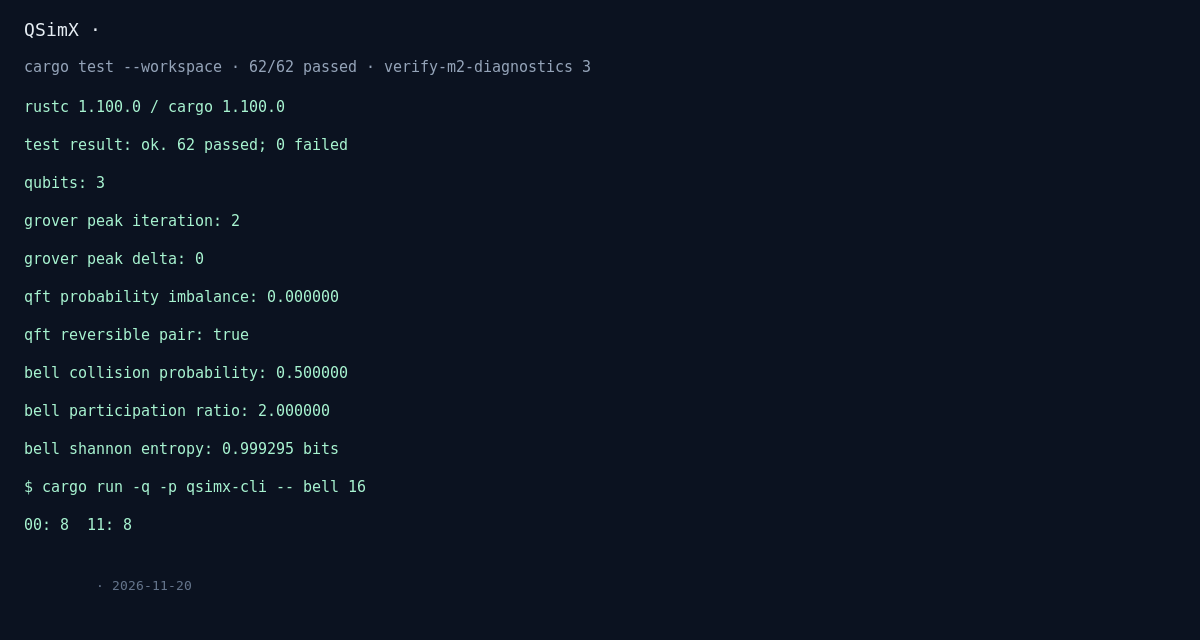 QSimX ·
cargo test --workspace · 62/62 passed · verify-m2-diagnostics 3
rustc 1.100.0 / cargo 1.100.0
test result: ok. 62 passed; 0 failed
qubits: 3
grover peak iteration: 2
grover peak delta: 0
qft probability imbalance: 0.000000
qft reversible pair: true
bell collision probability: 0.500000
bell participation ratio: 2.000000
bell shannon entropy: 0.999295 bits
$ cargo run -q -p qsimx-cli -- bell 16
00: 8  11: 8
· 2026-11-20